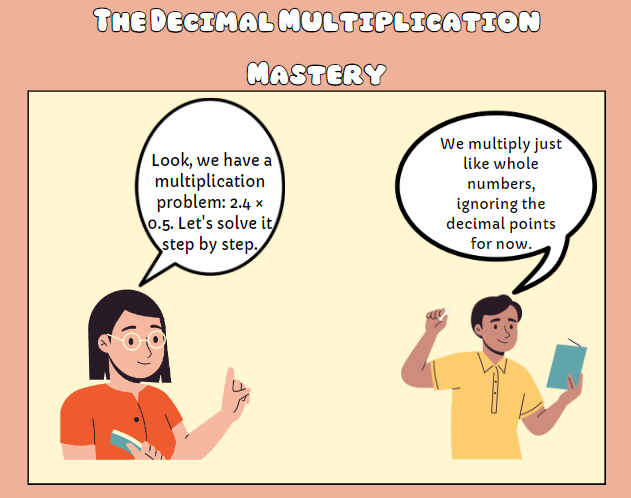 The Decimal Multiplication
Mastery
Look, we have a
multiplication
problem: 2.4 ×
0.5. Let's solve it
step by step.
We multiply just
like whole
numbers,
ignoring the
decimal points
for now.